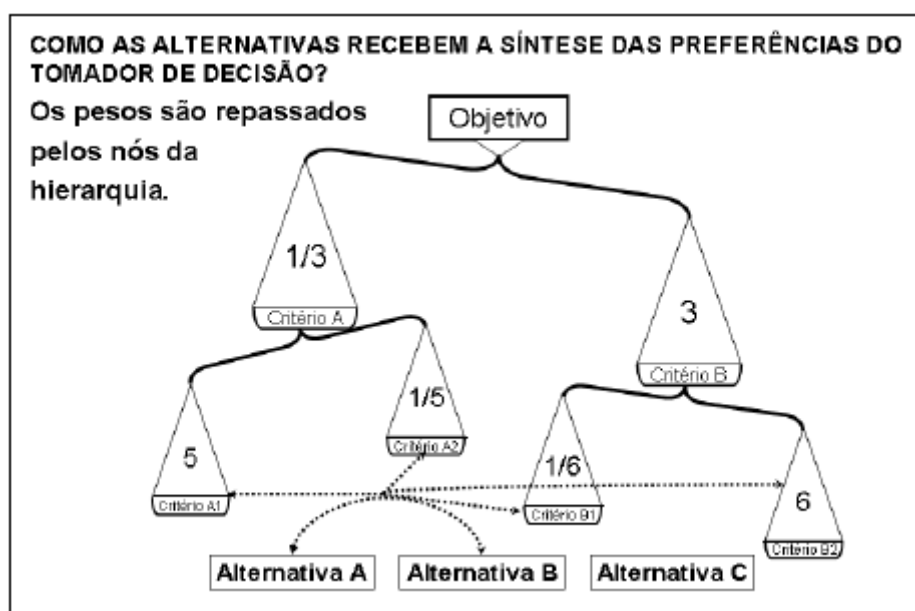 COMO AS ALTERNATIVAS RECEBEM A SÍNTESE DAS PREFERÊNCIAS DO
TOMADOR DE DECISÃO?
Os pesos são repassados
pelos nós da
hierarquia.
Objetivo
1/3
Critério A
3
Critério B
5
Critério A1
1/5
Critério A2
1/6
Critério B1
6
Critério B2
Alternativa A
Alternativa B
Alternativa C